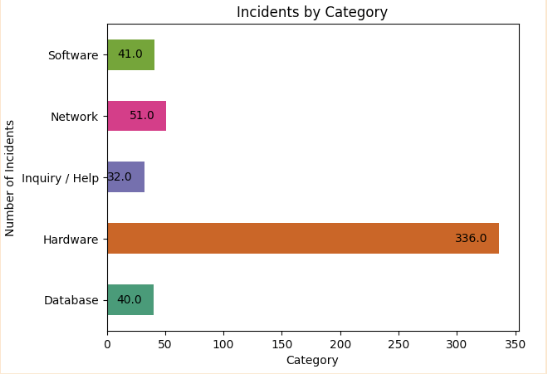 Incidents by Category
Number of Incidents
Software 41.0
Network 51.0
Inquiry / Help 32.0
Hardware 336.0
Database 40.0
0 50 100 150 200 250 300 350
Category